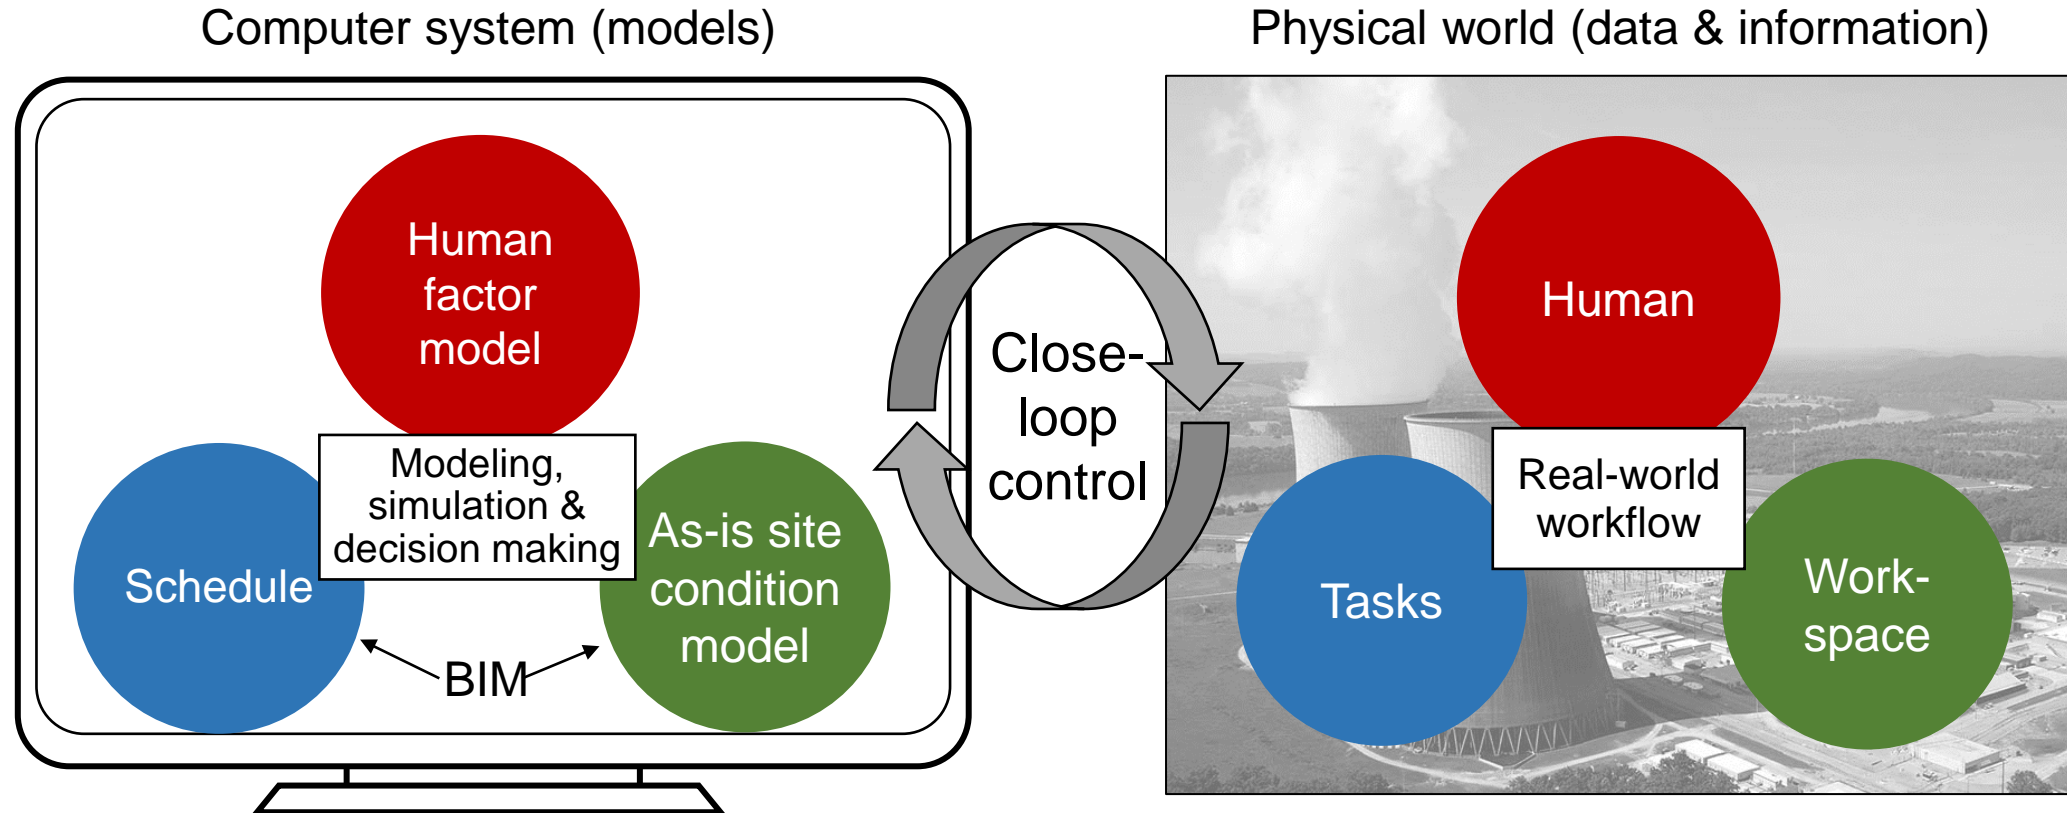 Computer system (models)
Physical world (data & information)
Human
factor
model
Modeling,
simulation &
decision making
Schedule
As-is site
condition
model
BIM
Close-
loop
control
Human
Real-world
workflow
Tasks
Work-
space